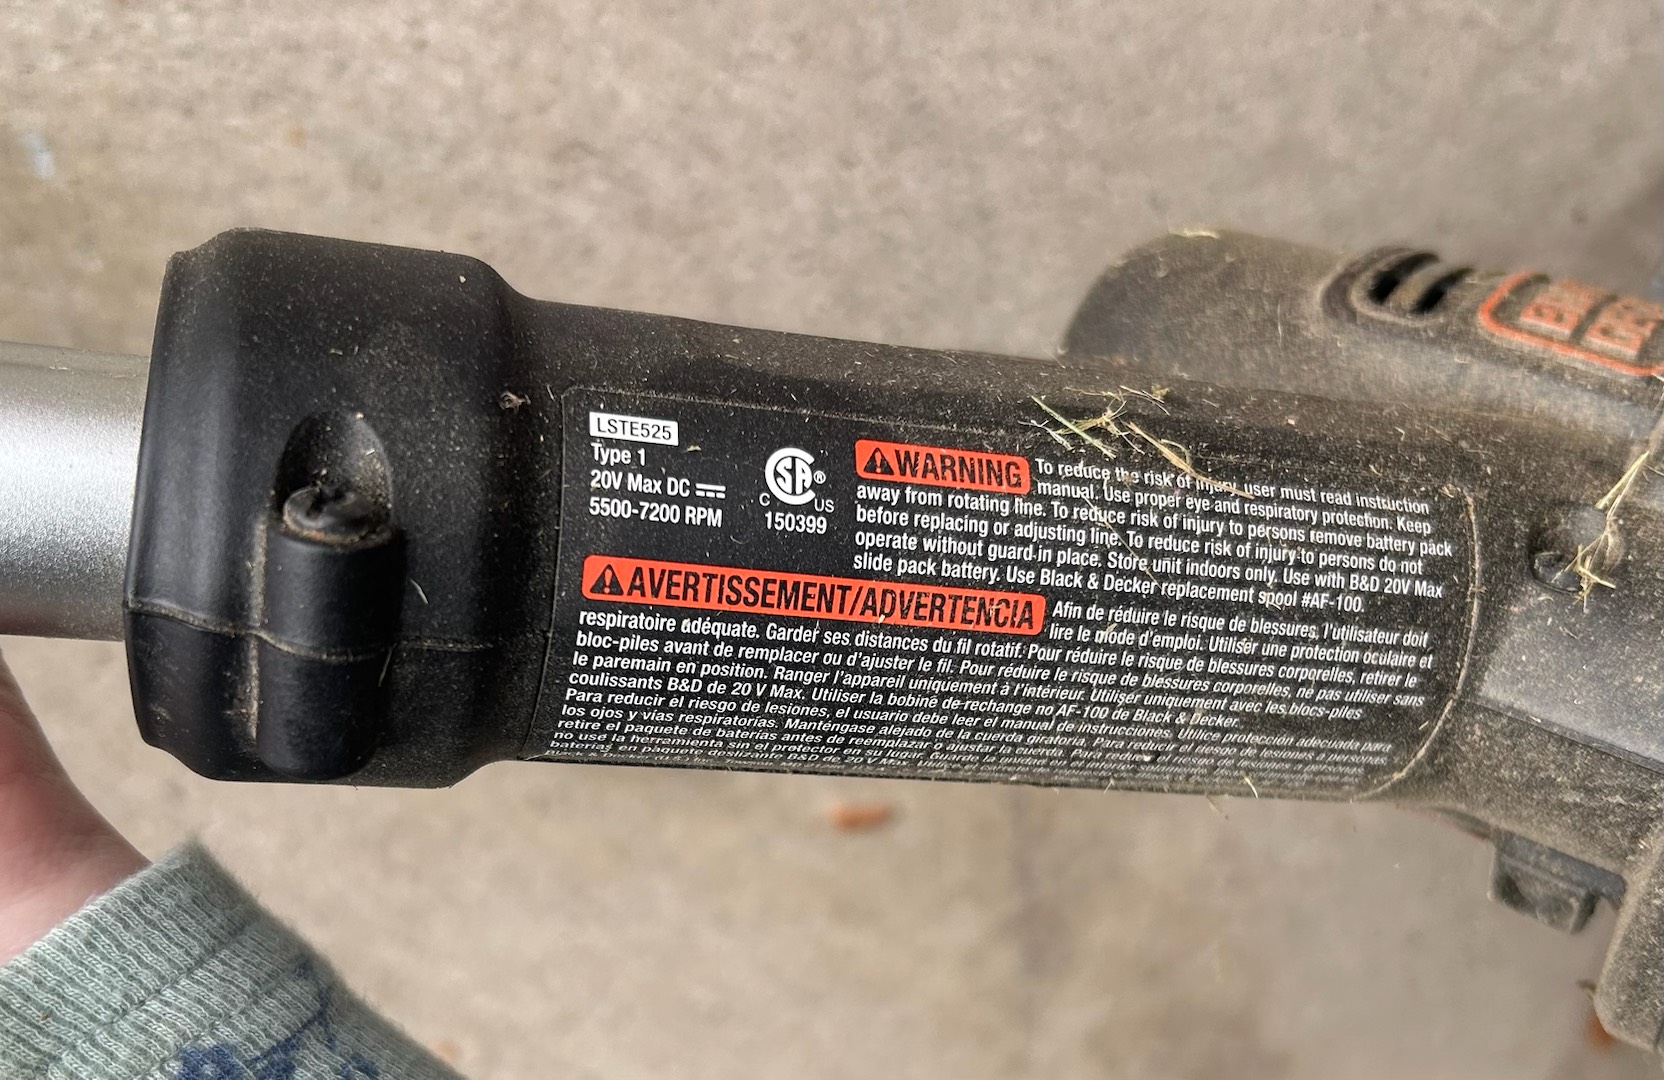 LSTE525
Type 1
20V Max DC
5500-7200 RPM
CSA®
C US
150399
WARNING To reduce the risk of injury, user must read instruction
manual. Use proper eye and respiratory protection. Keep
away from rotating line. To reduce risk of injury to persons remove battery pack
before replacing or adjusting line. To reduce risk of injury to persons do not
operate without guard in place. Store unit indoors only. Use with B&D 20V Max
slide pack battery. Use Black & Decker replacement spool #AF-100.
AVERTISSEMENT/ADVERTENCIA Afin de réduire le risque de blessures, l'utilisateur doit
lire le mode d'emploi. Utiliser une protection oculaire et
respiratoire adéquate. Garder ses distances du fil rotatif. Pour réduire le risque de blessures corporelles, retirer le
bloc-piles avant de remplacer ou d'ajuster le fil. Pour réduire le risque de blessures corporelles, ne pas utiliser sans
le paremain en position. Ranger l'appareil uniquement à l'intérieur. Utiliser uniquement avec les blocs-piles
coulissants B&D de 20 V Max. Utiliser la bobine de rechange no AF-100 de Black & Decker.
Para reducir el riesgo de lesiones, el usuario debe leer el manual de instrucciones. Utilice protección adecuada para
los ojos y vías respiratorias. Manténgase alejado de la cuerda giratoria. Para reducir el riesgo de lesiones a personas
retire el paquete de baterías antes de reemplazar o ajustar la cuerda. Para reducir el riesgo de lesiones
no use la herramienta sin el protector en su lugar. Guarde la unidad en
baterías en paquete deslizante B&D de 20 V Max.